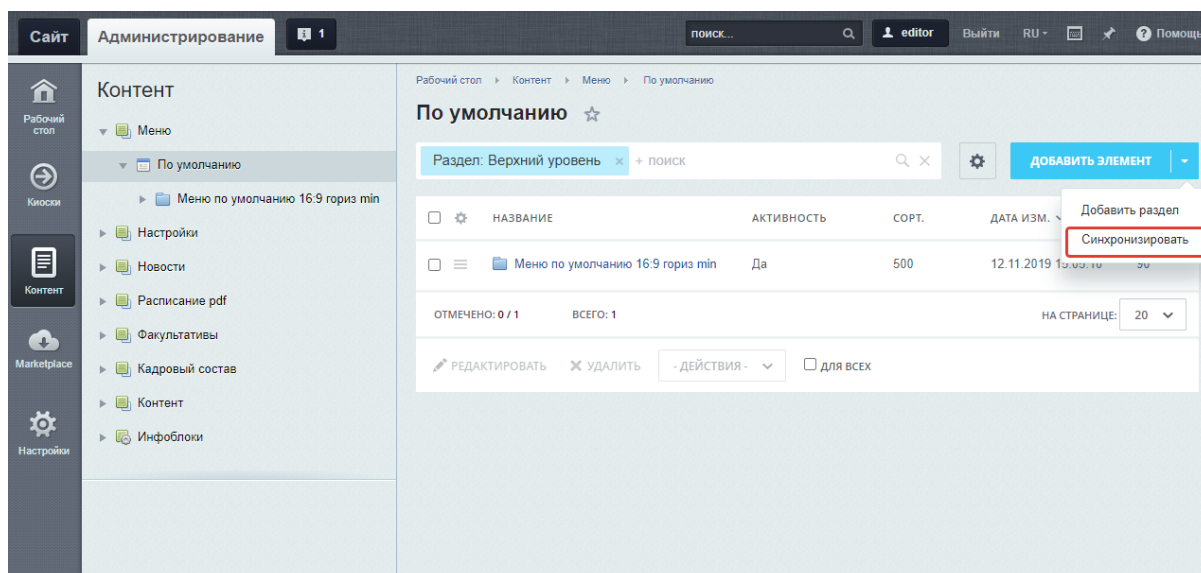 Сайт
Администрирование
1
поиск...
editor
Выйти
RU
Помощь
Рабочий стол
Киоски
Контент
Marketplace
Настройки
Контент
Меню
По умолчанию
Меню по умолчанию 16:9 гориз min
Настройки
Новости
Расписание pdf
Факультативы
Кадровый состав
Контент
Инфоблоки
Рабочий стол Контент Меню По умолчанию
По умолчанию
Раздел: Верхний уровень × + поиск
ДОБАВИТЬ ЭЛЕМЕНТ
Добавить раздел
Синхронизировать
НАЗВАНИЕ АКТИВНОСТЬ СОРТ. ДАТА ИЗМ.
Меню по умолчанию 16:9 гориз min Да 500 12.11.2019
ОТМЕЧЕНО: 0 / 1 ВСЕГО: 1 НА СТРАНИЦЕ: 20
РЕДАКТИРОВАТЬ УДАЛИТЬ - ДЕЙСТВИЯ - ДЛЯ ВСЕХ